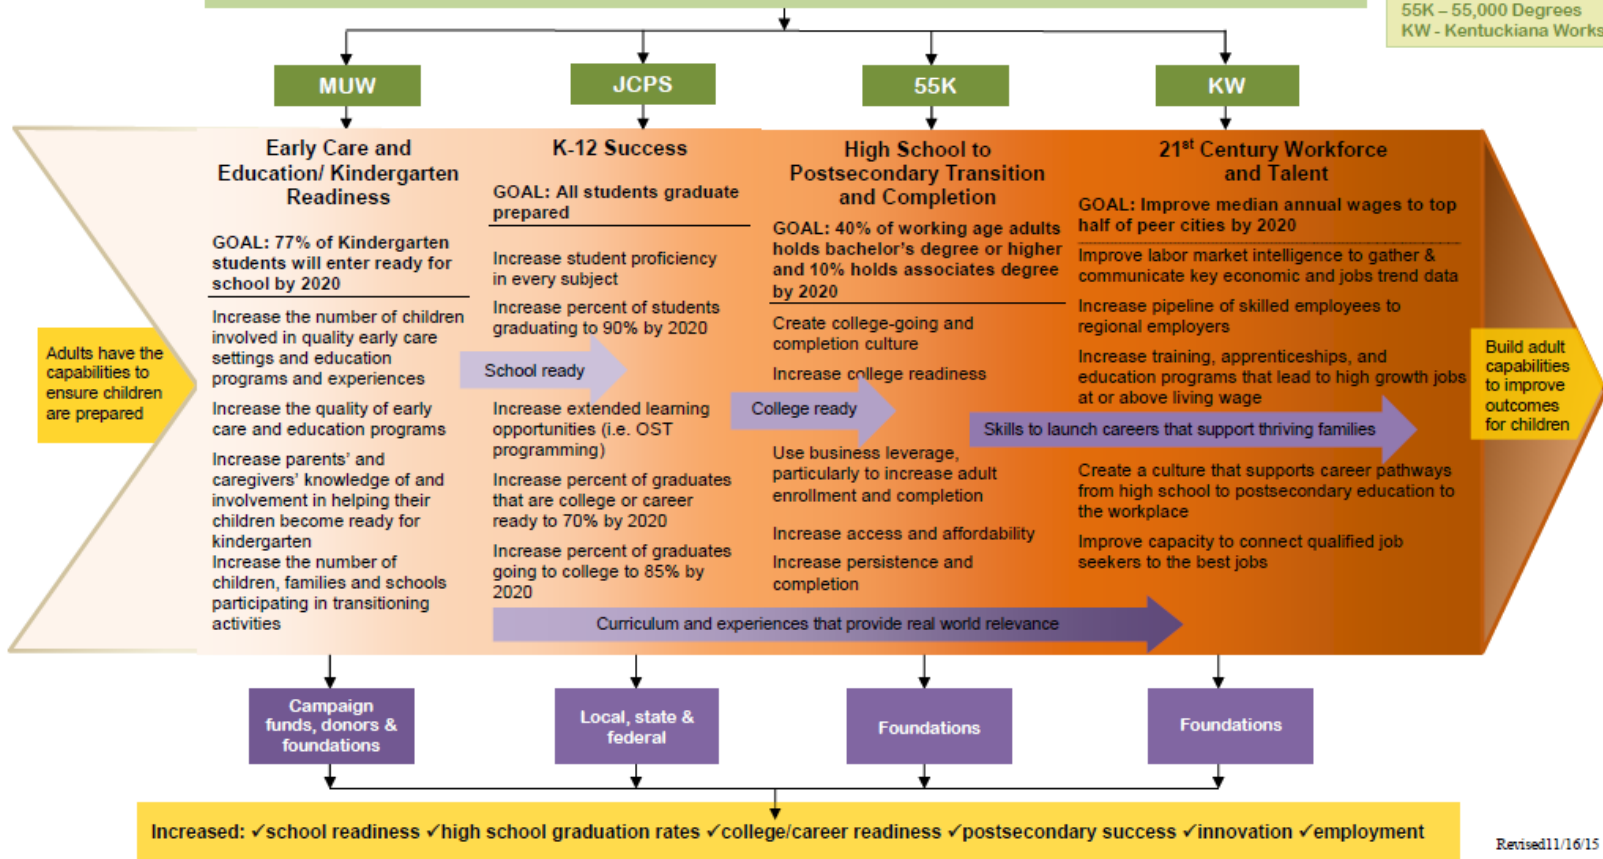 55K – 55,000 Degrees
KW - Kentuckiana Works
MUW
JCPS
55K
KW
Early Care and
Education/ Kindergarten
Readiness
GOAL: 77% of Kindergarten
students will enter ready for
school by 2020
Increase the number of children
involved in quality early care
settings and education
programs and experiences
Increase the quality of early
care and education programs
Increase parents' and
caregivers' knowledge of and
involvement in helping their
children become ready for
kindergarten
Increase the number of
children, families and schools
participating in transitioning
activities
K-12 Success
GOAL: All students graduate
prepared
Increase student proficiency
in every subject
Increase percent of students
graduating to 90% by 2020
School ready
Increase extended learning
opportunities (i.e. OST
programming)
Increase percent of graduates
that are college or career
ready to 70% by 2020
Increase percent of graduates
going to college to 85% by
2020
High School to
Postsecondary Transition
and Completion
GOAL: 40% of working age adults
holds bachelor's degree or higher
and 10% holds associates degree
by 2020
Create college-going and
completion culture
Increase college readiness
College ready
Use business leverage,
particularly to increase adult
enrollment and completion
Increase access and affordability
Increase persistence and
completion
21st Century Workforce
and Talent
GOAL: Improve median annual wages to top
half of peer cities by 2020
Improve labor market intelligence to gather &
communicate key economic and jobs trend data
Increase pipeline of skilled employees to
regional employers
Increase training, apprenticeships, and
education programs that lead to high growth jobs
at or above living wage
Skills to launch careers that support thriving families
Create a culture that supports career pathways
from high school to postsecondary education to
the workplace
Improve capacity to connect qualified job
seekers to the best jobs
Adults have the
capabilities to
ensure children
are prepared
Build adult
capabilities
to improve
outcomes
for children
Curriculum and experiences that provide real world relevance
Campaign
funds, donors &
foundations
Local, state &
federal
Foundations
Foundations
Increased: ✓school readiness ✓high school graduation rates ✓college/career readiness ✓postsecondary success ✓innovation ✓employment
Revised11/16/15